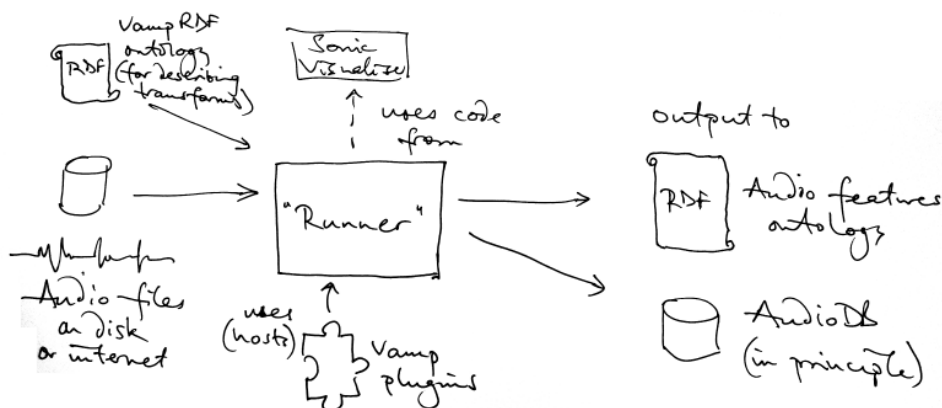 Vamp RDF
ontology
(for describing
transforms)
RDF
Sonic
Visualiser
uses code
from
"Runner"
Audio files
on disk
or internet
uses
(hosts)
Vamp
plugins
output to
RDF
Audio features
ontology
AudioDB
(in principle)